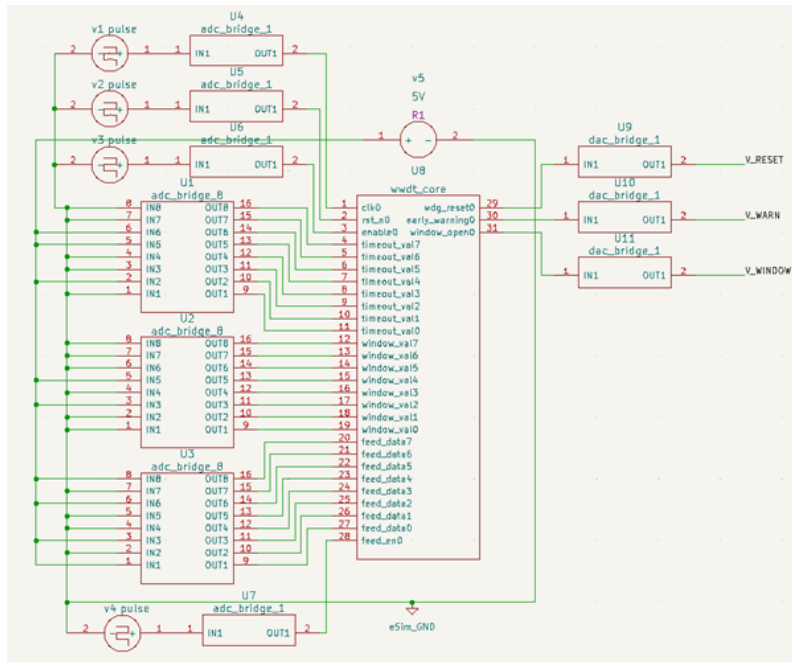 v1 pulse
2 1
U4
adc_bridge_1
1 IN1 OUT1 2
v2 pulse
2 1
U5
adc_bridge_1
1 IN1 OUT1 2
v3 pulse
2 1
U6
adc_bridge_1
1 IN1 OUT1 2
v5
5V
R1
1 + - 2
U1
adc_bridge_8
8 IN8 OUT8 16
7 IN7 OUT7 15
6 IN6 OUT6 14
5 IN5 OUT5 13
4 IN4 OUT4 12
3 IN3 OUT3 11
2 IN2 OUT2 10
1 IN1 OUT1 9
U2
adc_bridge_8
8 IN8 OUT8 16
7 IN7 OUT7 15
6 IN6 OUT6 14
5 IN5 OUT5 13
4 IN4 OUT4 12
3 IN3 OUT3 11
2 IN2 OUT2 10
1 IN1 OUT1 9
U3
adc_bridge_8
8 IN8 OUT8 16
7 IN7 OUT7 15
6 IN6 OUT6 14
5 IN5 OUT5 13
4 IN4 OUT4 12
3 IN3 OUT3 11
2 IN2 OUT2 10
1 IN1 OUT1 9
U8
wwdt_core
1 clk0 wdg_reset0 29
2 rst_n0 early_warning0 30
3 enable0 window_open0 31
4 timeout_val7
5 timeout_val6
6 timeout_val5
7 timeout_val4
8 timeout_val3
9 timeout_val2
10 timeout_val1
11 timeout_val0
12 window_val7
13 window_val6
14 window_val5
15 window_val4
16 window_val3
17 window_val2
18 window_val1
19 window_val0
20 feed_data7
21 feed_data6
22 feed_data5
23 feed_data4
24 feed_data3
25 feed_data2
26 feed_data1
27 feed_data0
28 feed_en0
U9
dac_bridge_1
1 IN1 OUT1 2 V_RESET
U10
dac_bridge_1
1 IN1 OUT1 2 V_WARN
U11
dac_bridge_1
1 IN1 OUT1 2 V_WINDOW
v4 pulse
2 1
U7
adc_bridge_1
1 IN1 OUT1 2
eSim_GND